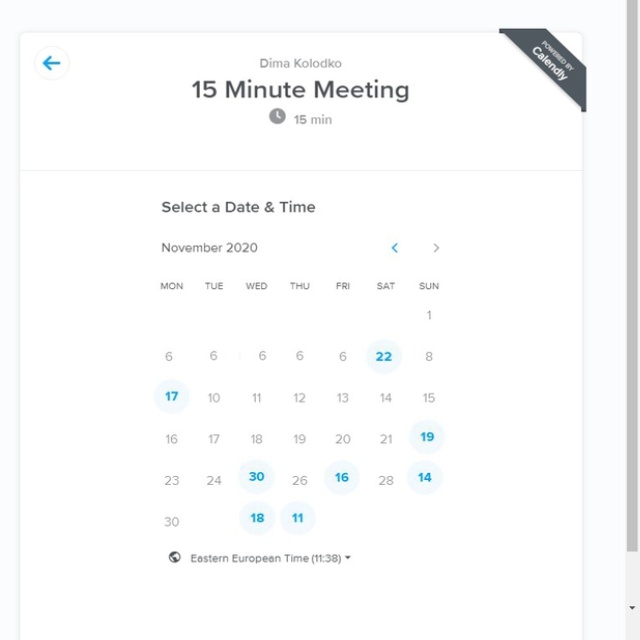 POWERED BY
Calendly
Dima Kolodko
15 Minute Meeting
15 min
Select a Date & Time
November 2020
MON TUE WED THU FRI SAT SUN
1
6 6 6 6 6 22 8
17 10 11 12 13 14 15
16 17 18 19 20 21 19
23 24 30 26 16 28 14
30 18 11
Eastern European Time (11:38)